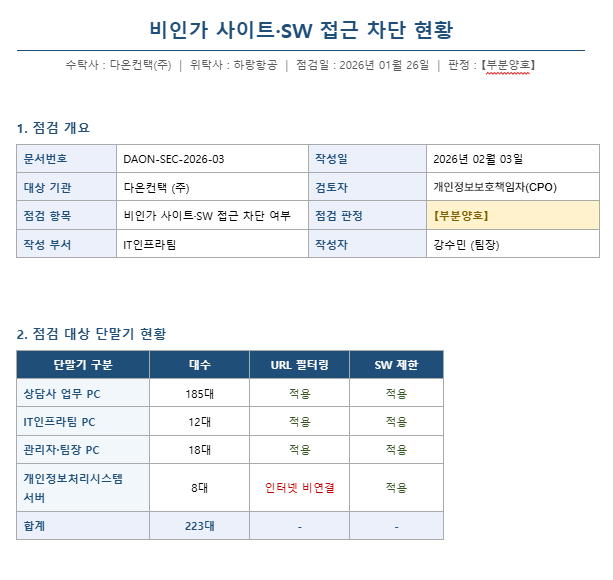 비인가 사이트·SW 접근 차단 현황
수탁사 : 다온컨택(주) | 위탁사 : 하랑항공 | 점검일 : 2026년 01월 26일 | 판정 : 【부분양호】
1. 점검 개요
문서번호 DAON-SEC-2026-03 작성일 2026년 02월 03일
대상 기관 다온컨택 (주) 검토자 개인정보보호책임자(CPO)
점검 항목 비인가 사이트·SW 접근 차단 여부 점검 판정 【부분양호】
작성 부서 IT인프라팀 작성자 강수민 (팀장)
2. 점검 대상 단말기 현황
단말기 구분 대수 URL 필터링 SW 제한
상담사 업무 PC 185대 적용 적용
IT인프라팀 PC 12대 적용 적용
관리자·팀장 PC 18대 적용 적용
개인정보처리시스템
서버 8대 인터넷 비연결 적용
합계 223대 - -